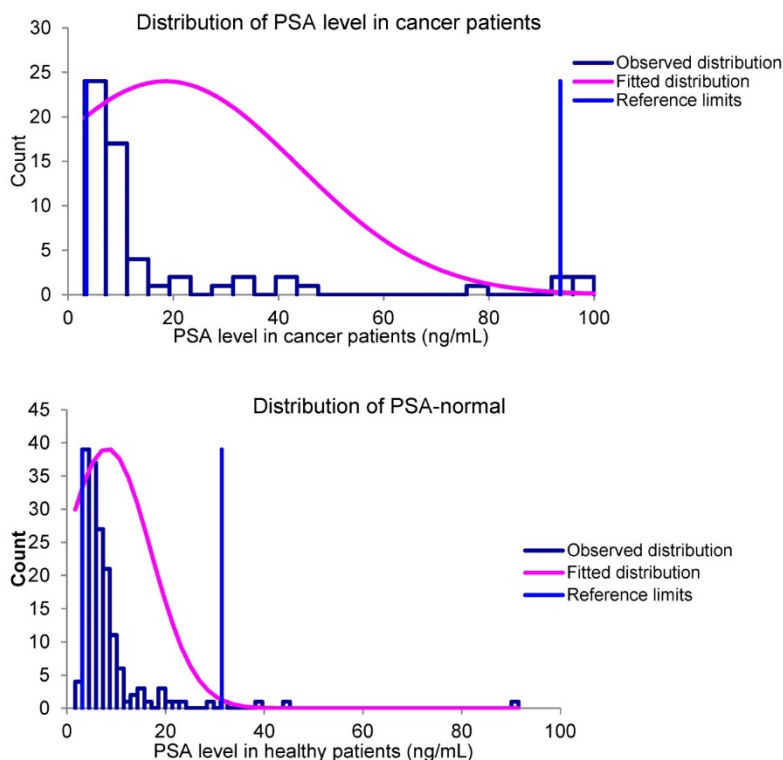 Distribution of PSA level in cancer patients
30
25
20
15
10
5
0
Count
0 20 40 60 80 100
PSA level in cancer patients (ng/mL)
Observed distribution
Fitted distribution
Reference limits
Distribution of PSA-normal
45
40
35
30
25
20
15
10
5
0
Count
0 20 40 60 80 100
PSA level in healthy patients (ng/mL)
Observed distribution
Fitted distribution
Reference limits